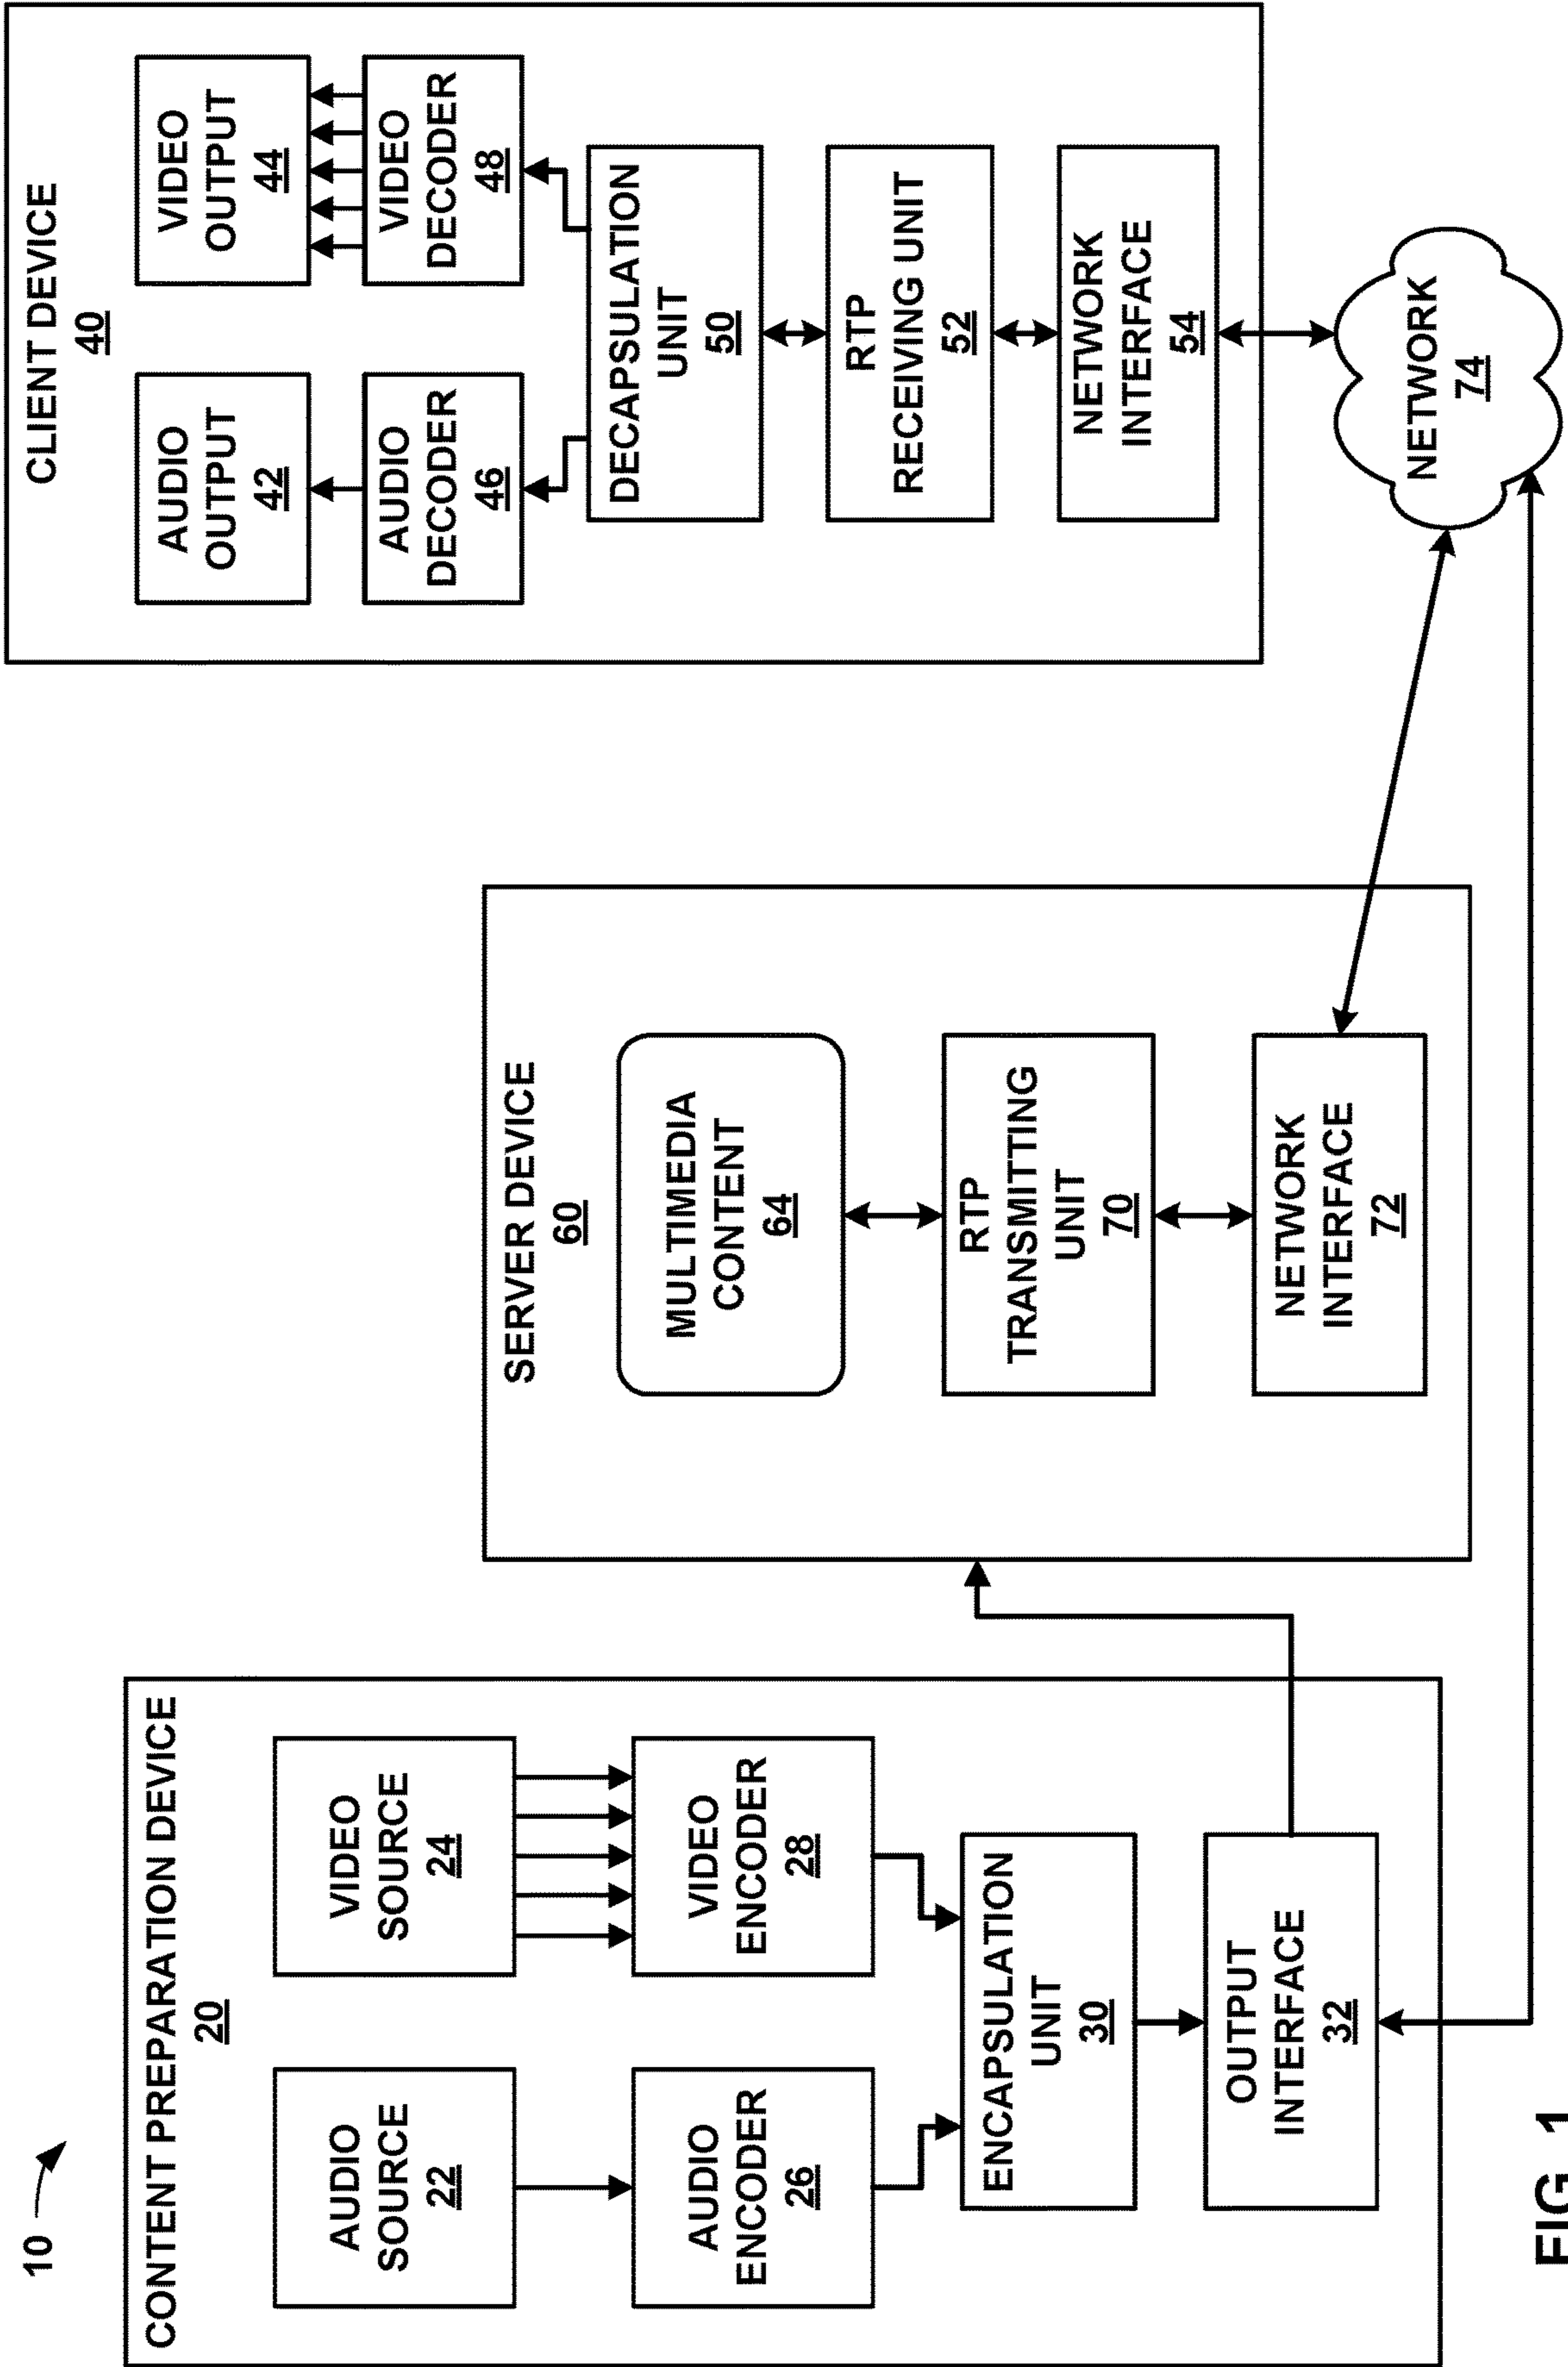 10
CONTENT PREPARATION DEVICE
20
AUDIO
SOURCE
22
VIDEO
SOURCE
24
AUDIO
ENCODER
26
VIDEO
ENCODER
28
ENCAPSULATION
UNIT
30
OUTPUT
INTERFACE
32
SERVER DEVICE
60
MULTIMEDIA
CONTENT
64
RTP
TRANSMITTING
UNIT
70
NETWORK
INTERFACE
72
CLIENT DEVICE
40
AUDIO
OUTPUT
42
VIDEO
OUTPUT
44
AUDIO
DECODER
46
VIDEO
DECODER
48
DECAPSULATION
UNIT
50
RTP
RECEIVING UNIT
52
NETWORK
INTERFACE
54
NETWORK
74
FIG. 1